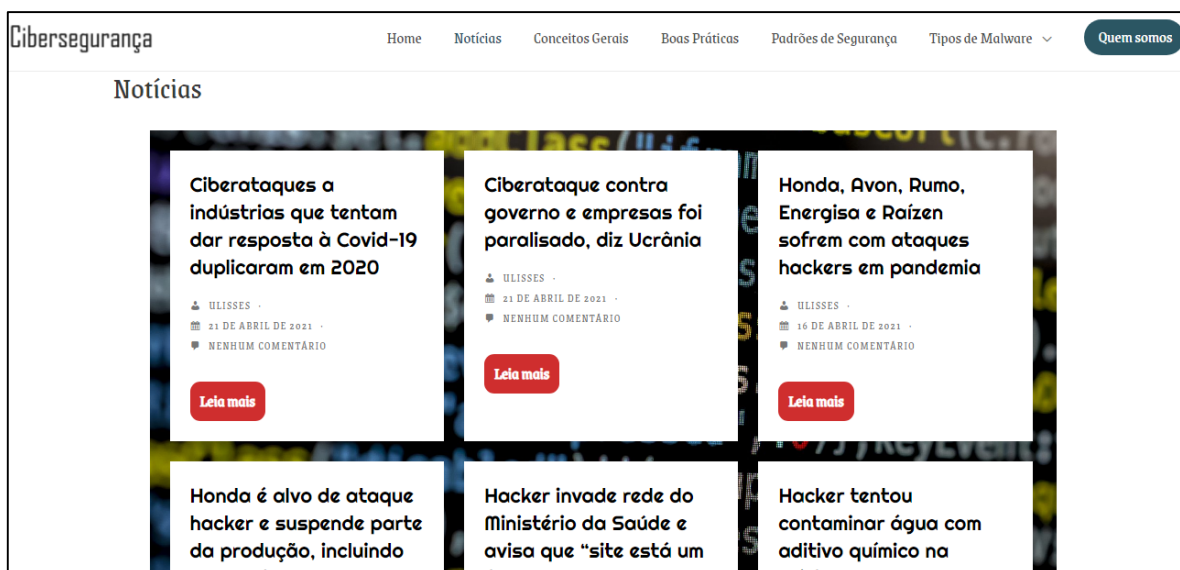 Cibersegurança
Home Notícias Conceitos Gerais Boas Práticas Padrões de Segurança Tipos de Malware Quem somos
Notícias
Ciberataques a
indústrias que tentam
dar resposta à Covid-19
duplicaram em 2020
ULISSES ·
21 DE ABRIL DE 2021 ·
NENHUM COMENTÁRIO
Leia mais
Ciberataque contra
governo e empresas foi
paralisado, diz Ucrânia
ULISSES ·
21 DE ABRIL DE 2021 ·
NENHUM COMENTÁRIO
Leia mais
Honda, Avon, Rumo,
Energisa e Raízen
sofrem com ataques
hackers em pandemia
ULISSES ·
16 DE ABRIL DE 2021 ·
NENHUM COMENTÁRIO
Leia mais
Honda é alvo de ataque
hacker e suspende parte
da produção, incluindo
Hacker invade rede do
Ministério da Saúde e
avisa que “site está um
Hacker tentou
contaminar água com
aditivo químico na